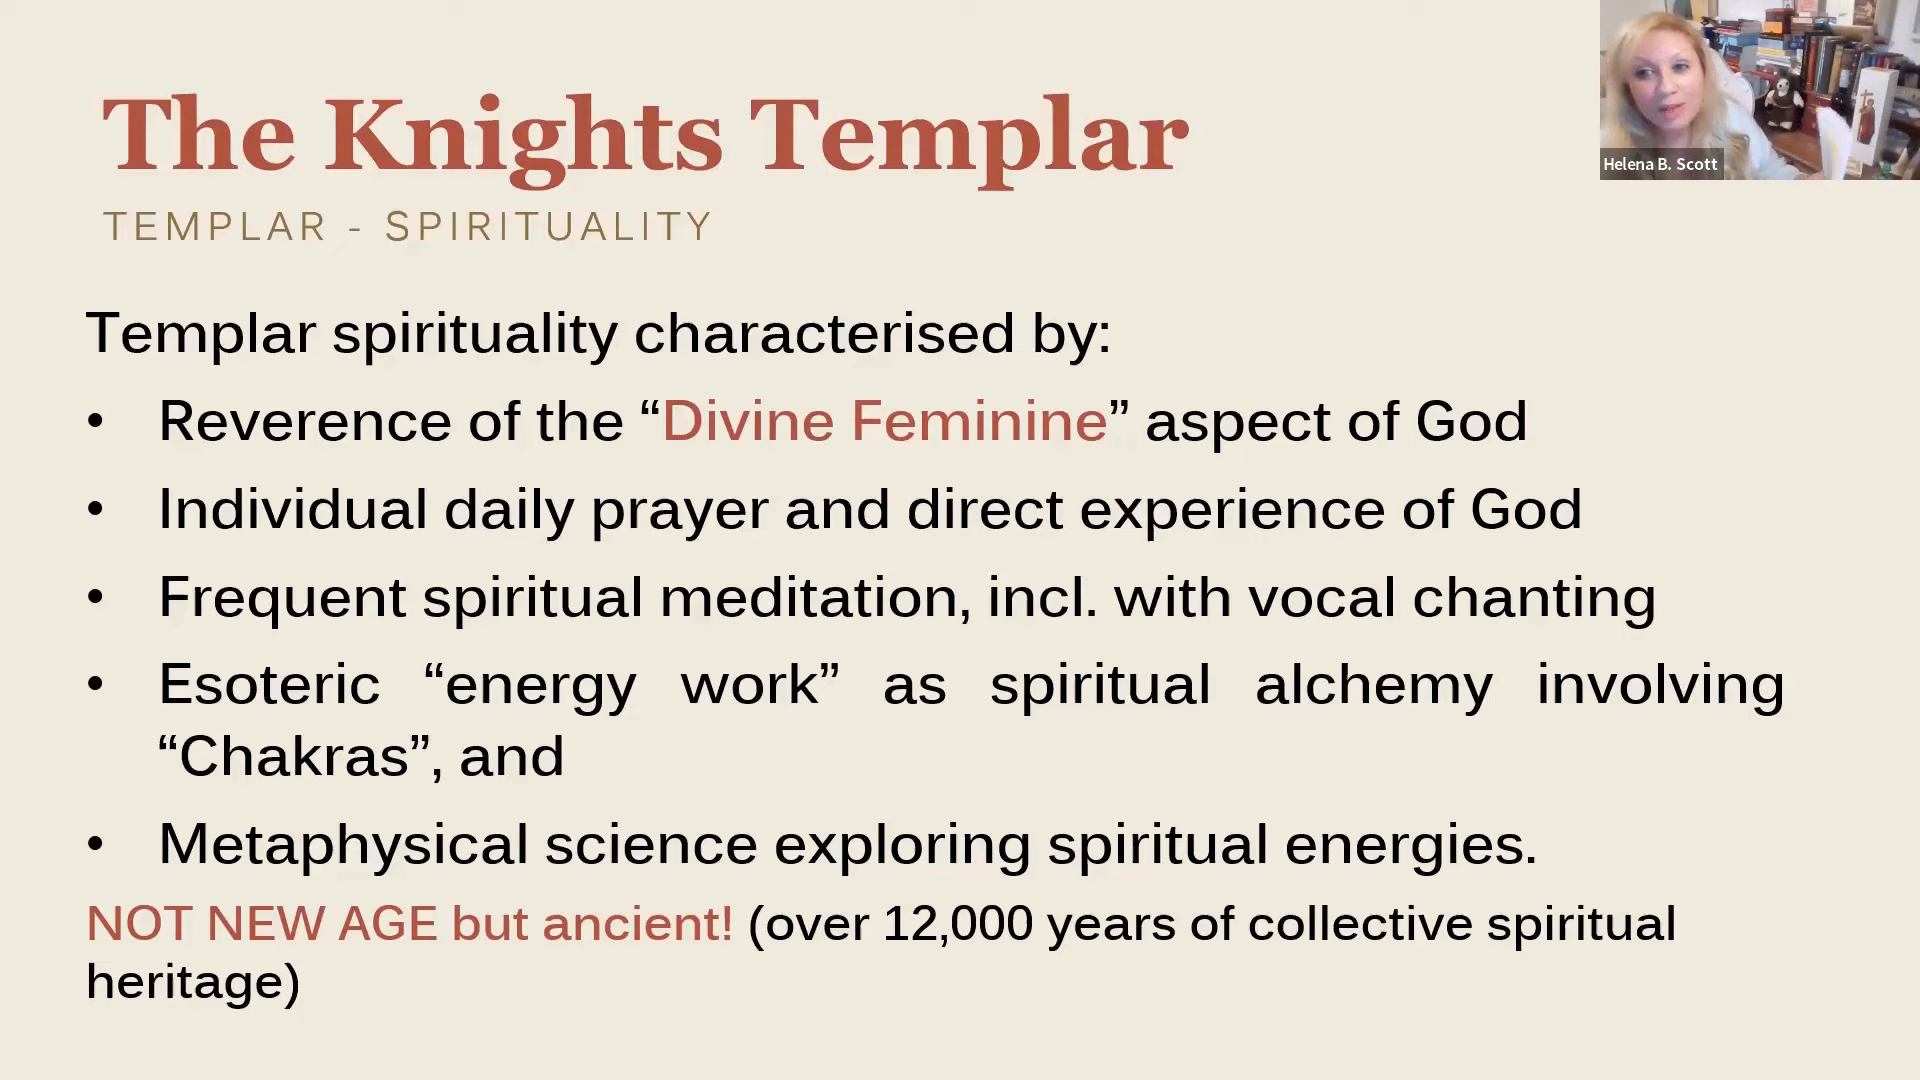 The Knights Templar
Helena B. Scott
TEMPLAR - SPIRITUALITY
Templar spirituality characterised by:
• Reverence of the “Divine Feminine” aspect of God
• Individual daily prayer and direct experience of God
• Frequent spiritual meditation, incl. with vocal chanting
• Esoteric “energy work” as spiritual alchemy involving
“Chakras”, and
• Metaphysical science exploring spiritual energies.
NOT NEW AGE but ancient! (over 12,000 years of collective spiritual
heritage)